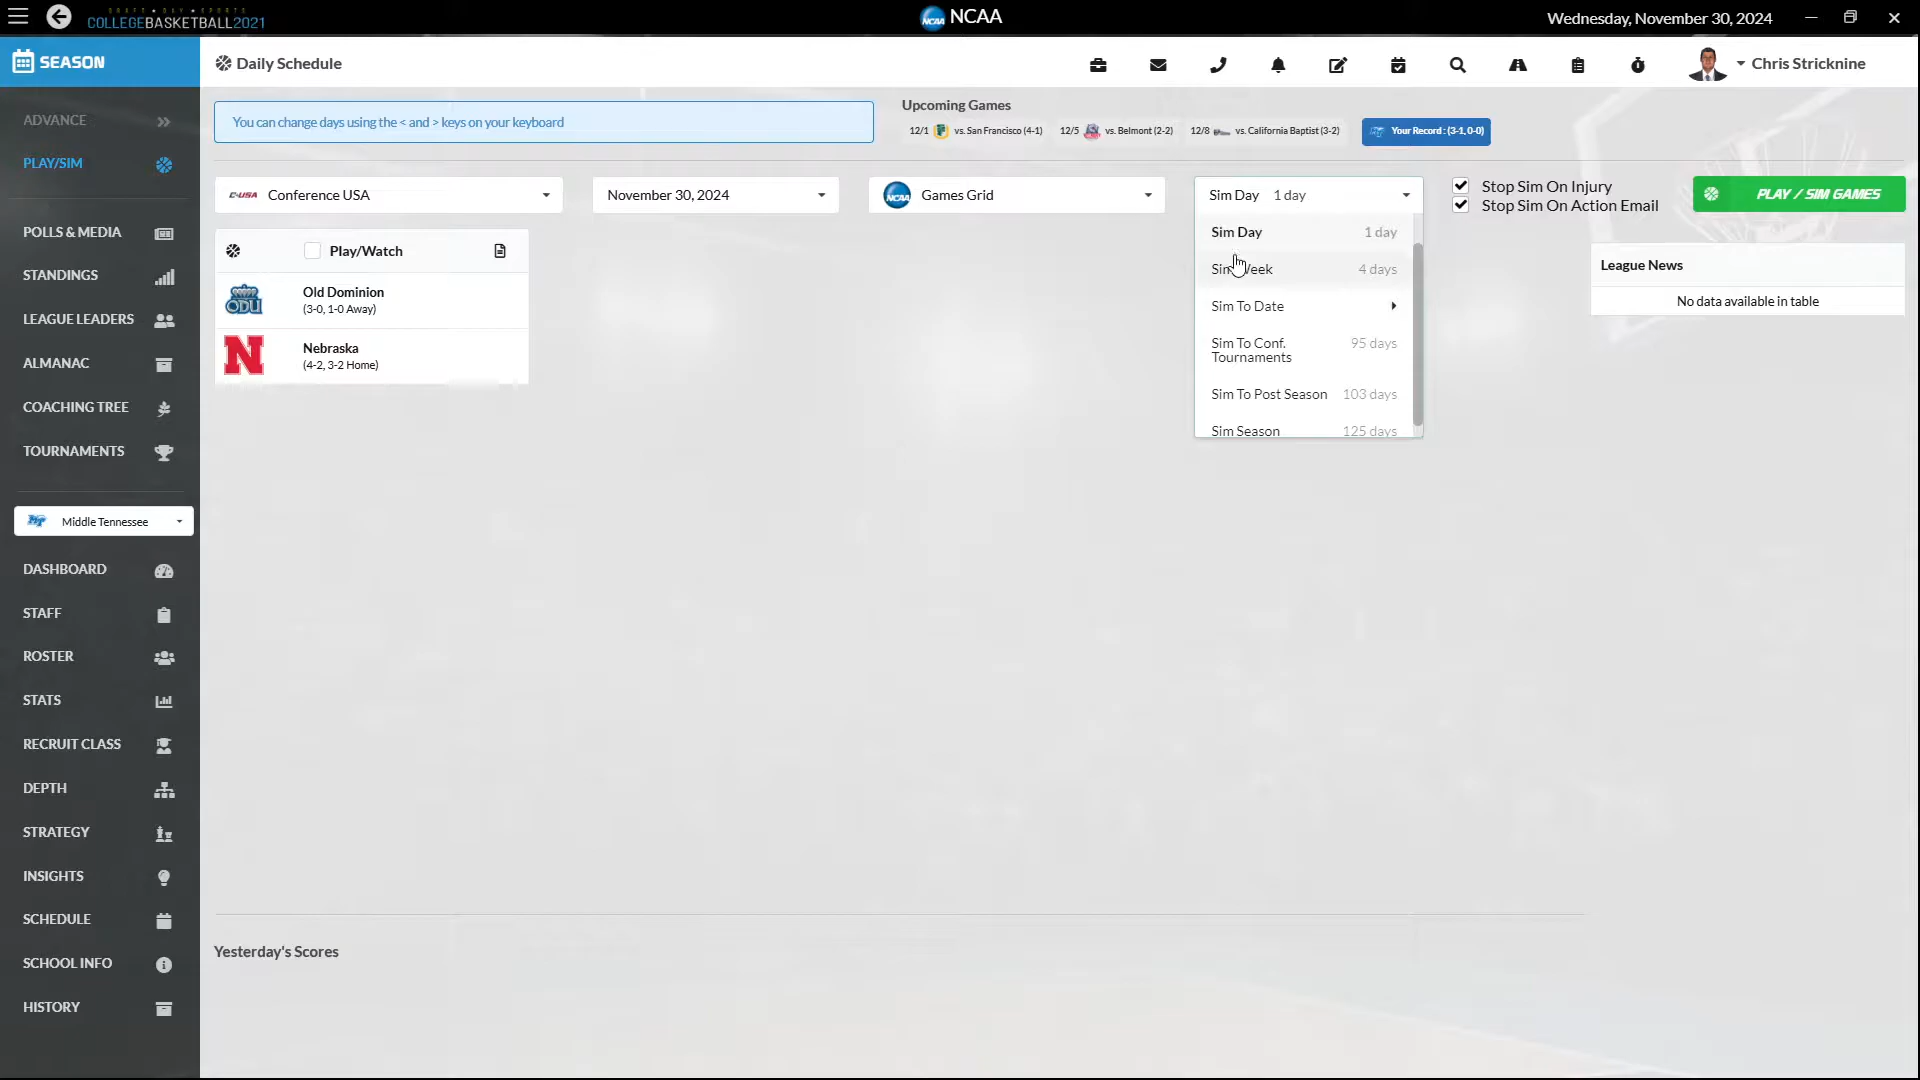 DRAFT • DAY • SPORTS
COLLEGEBASKETBALL2021
NCAA
Wednesday, November 30, 2024
SEASON
Daily Schedule
Chris Stricknine
ADVANCE
PLAY/SIM
POLLS & MEDIA
STANDINGS
LEAGUE LEADERS
ALMANAC
COACHING TREE
TOURNAMENTS
Middle Tennessee
DASHBOARD
STAFF
ROSTER
STATS
RECRUIT CLASS
DEPTH
STRATEGY
INSIGHTS
SCHEDULE
SCHOOL INFO
HISTORY
You can change days using the < and > keys on your keyboard
Upcoming Games
12/1 vs. San Francisco (4-1) 12/5 vs. Belmont (2-2) 12/8 vs. California Baptist (3-2) Your Record: (3-1, 0-0)
C-USA Conference USA
November 30, 2024
NCAA Games Grid
Sim Day 1 day
Stop Sim On Injury
Stop Sim On Action Email
PLAY / SIM GAMES
Play/Watch
ODU Old Dominion
(3-0, 1-0 Away)
N Nebraska
(4-2, 3-2 Home)
Sim Day 1 day
Sim Week 4 days
Sim To Date
Sim To Conf. Tournaments 95 days
Sim To Post Season 103 days
Sim Season 125 days
League News
No data available in table
Yesterday's Scores